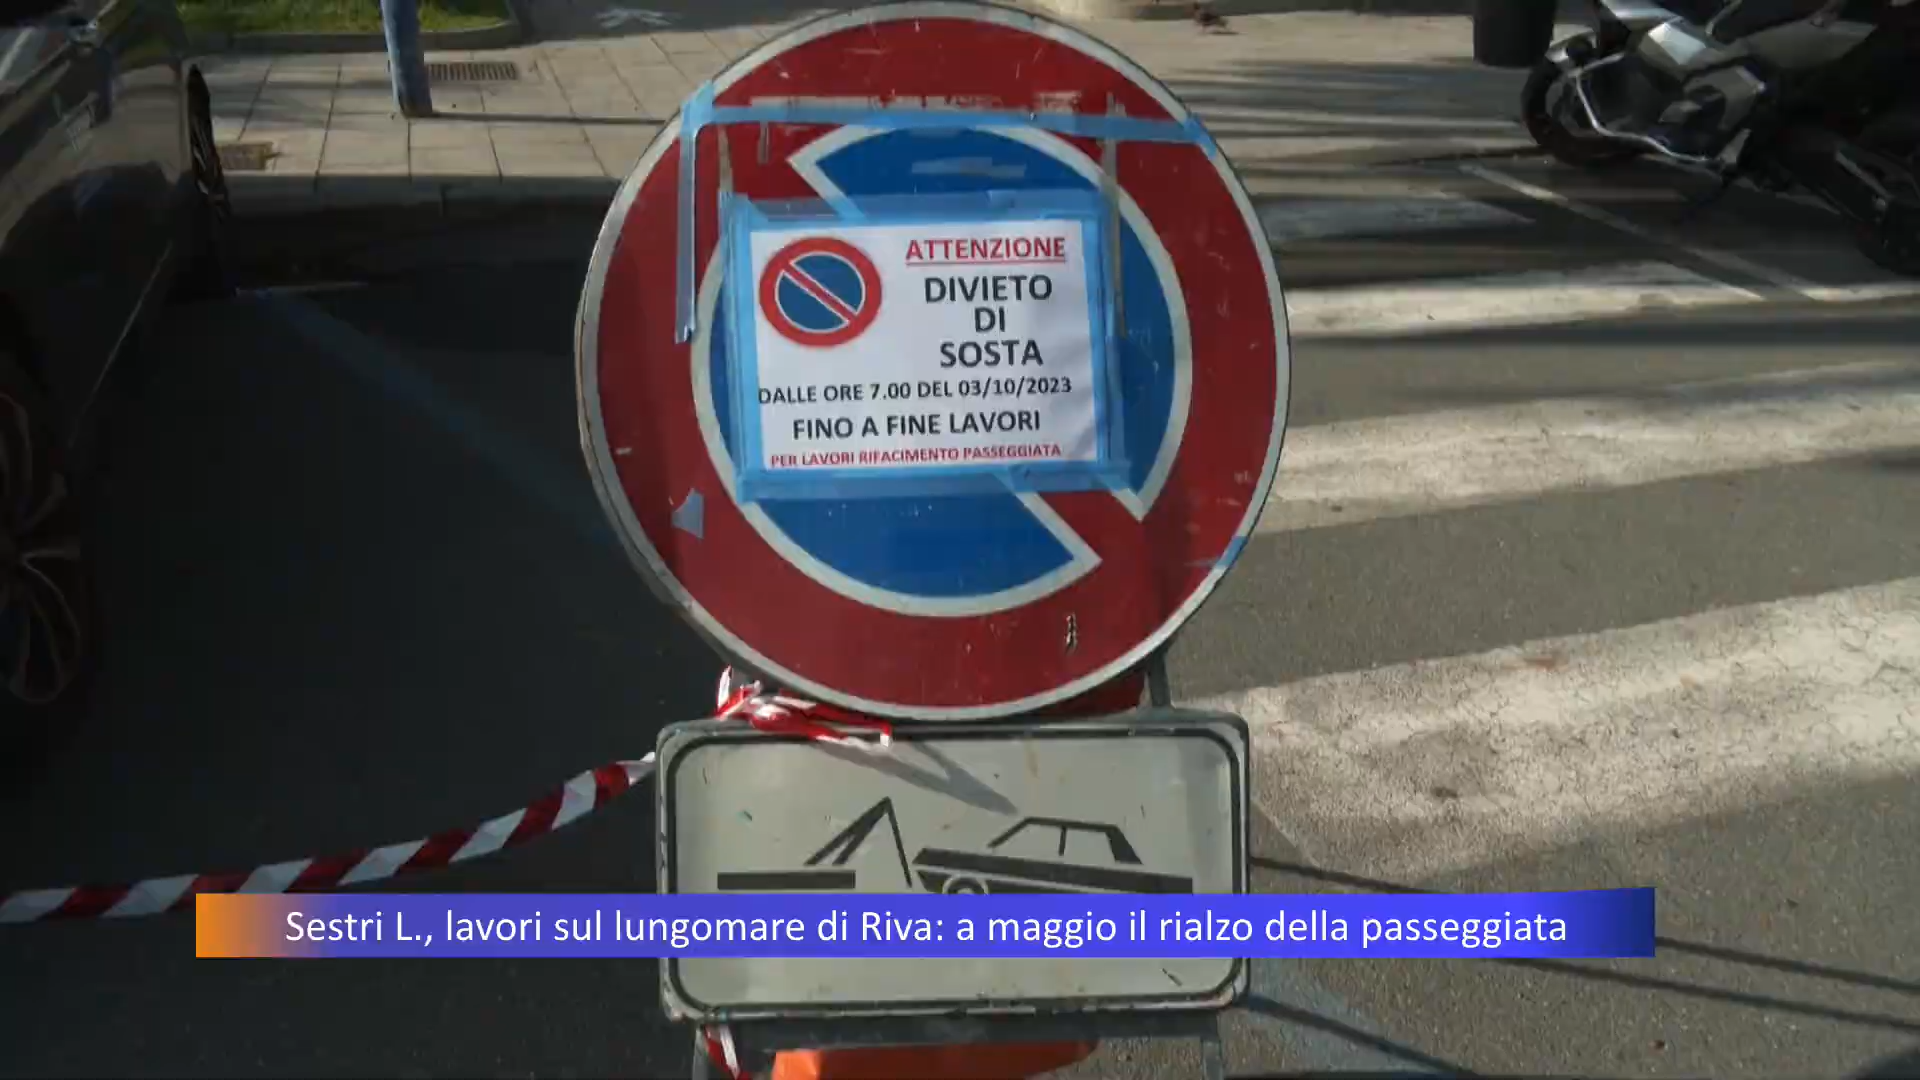 ATTENZIONE
DIVIETO
DI
SOSTA
DALLE ORE 7.00 DEL 03/10/2023
FINO A FINE LAVORI
PER LAVORI RIFACIMENTO PASSEGGIATA
Sestri L., lavori sul lungomare di Riva: a maggio il rialzo della passeggiata